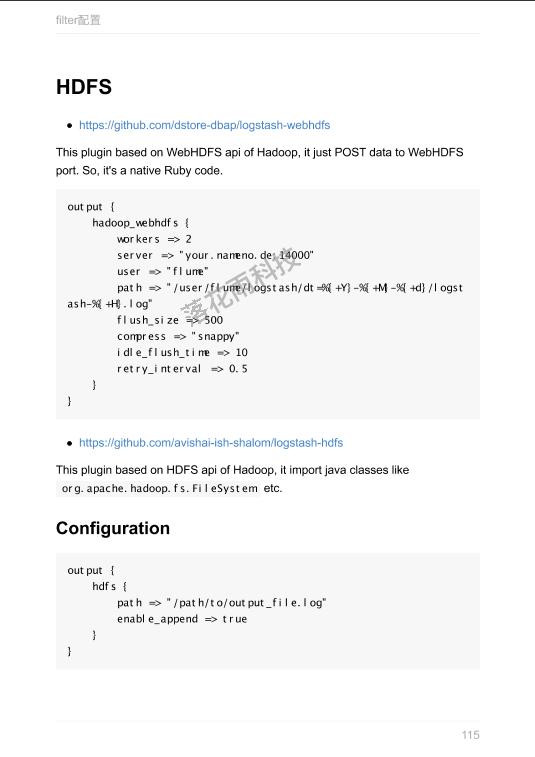 filter配置
HDFS
• https://github.com/dstore-dbap/logstash-webhdfs
This plugin based on WebHDFS api of Hadoop, it just POST data to WebHDFS
port. So, it's a native Ruby code.
output {
    hadoop_webhdfs {
        workers => 2
        server => "your.nameno.de:14000"
        user => "flume"
        path => "/user/flume/logstash/dt=%{+Y}-%{+M}-%{+d}/logst
ash-%{+H}.log"
        flush_size => 500
        compress => "snappy"
        idle_flush_time => 10
        retry_interval => 0.5
    }
}
落花雨科技
• https://github.com/avishai-ish-shalom/logstash-hdfs
This plugin based on HDFS api of Hadoop, it import java classes like
org.apache.hadoop.fs.FileSystem etc.
Configuration
output {
    hdfs {
        path => "/path/to/output_file.log"
        enable_append => true
    }
}
115